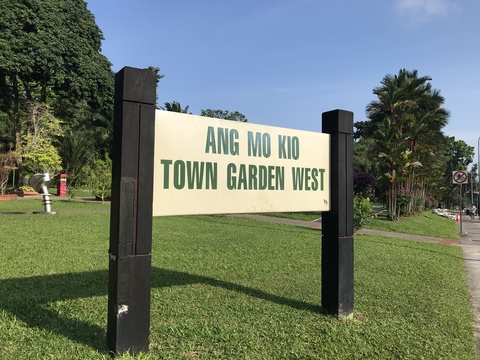 ANG MO KIO
TOWN GARDEN WEST